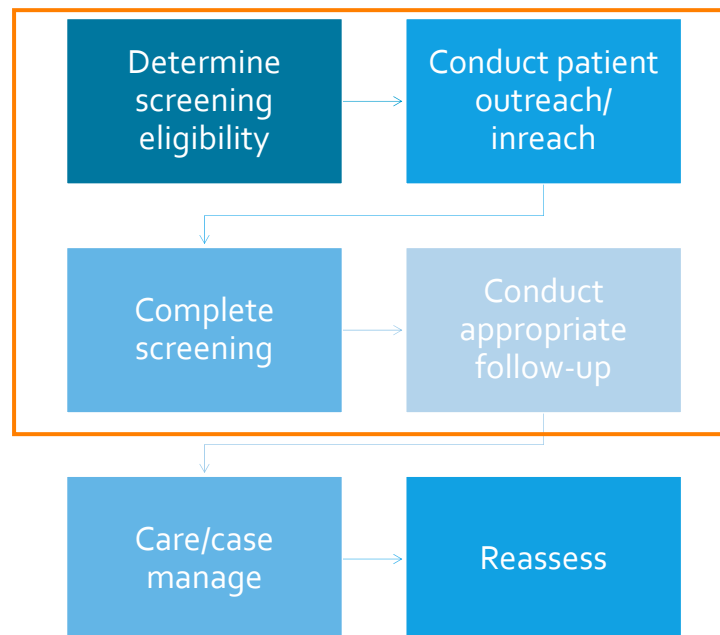 Determine
screening
eligibility
Conduct patient
outreach/
inreach
Complete
screening
Conduct
appropriate
follow-up
Care/case
manage
Reassess